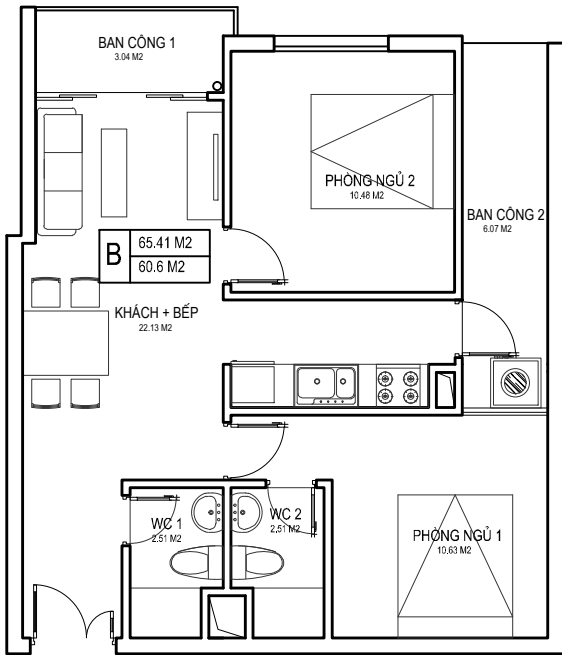 BAN CÔNG 1
3.04 M2
PHÒNG NGỦ 2
10.48 M2
BAN CÔNG 2
6.07 M2
B
65.41 M2
60.6 M2
KHÁCH + BẾP
22.13 M2
WC 1
2.51 M2
WC 2
2.51 M2
PHÒNG NGỦ 1
10.63 M2